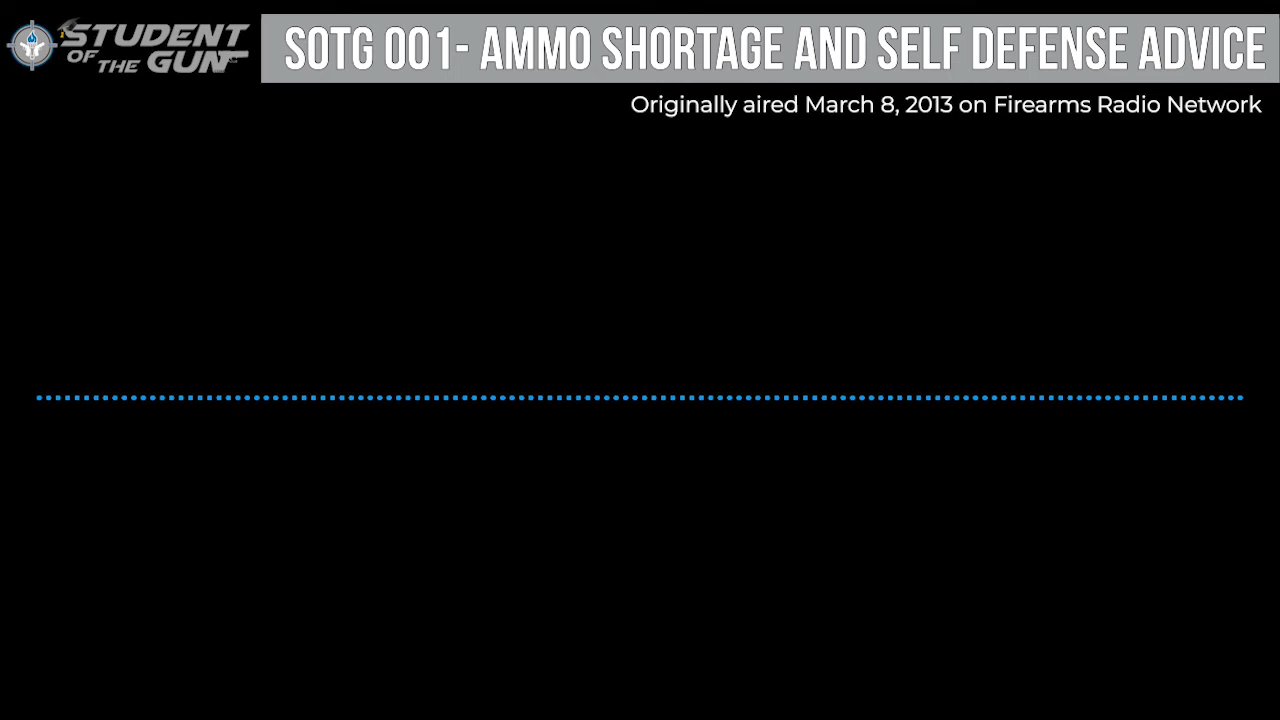 STUDENT
OF THE GUN
SOTG 001- AMMO SHORTAGE AND SELF DEFENSE ADVICE
Originally aired March 8, 2013 on Firearms Radio Network